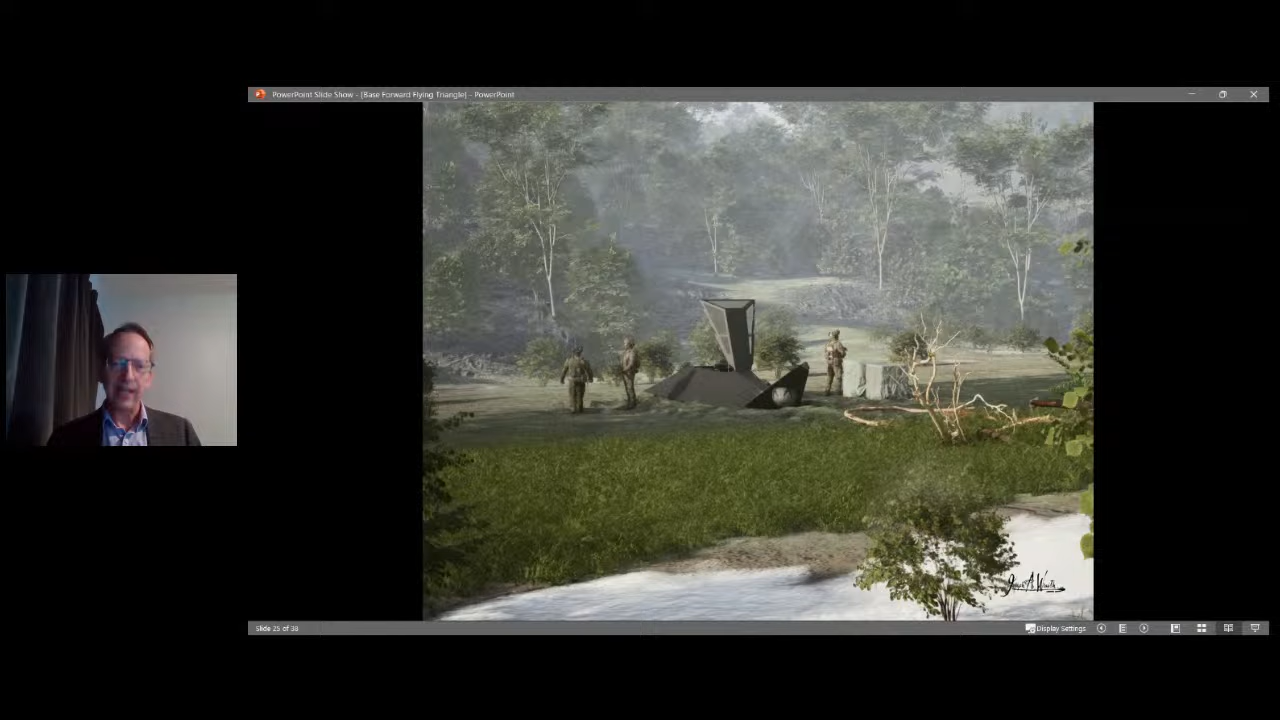 PowerPoint Slide Show - [Base Forward Flying Triangle] - PowerPoint
Slide 25 of 38
Display Settings